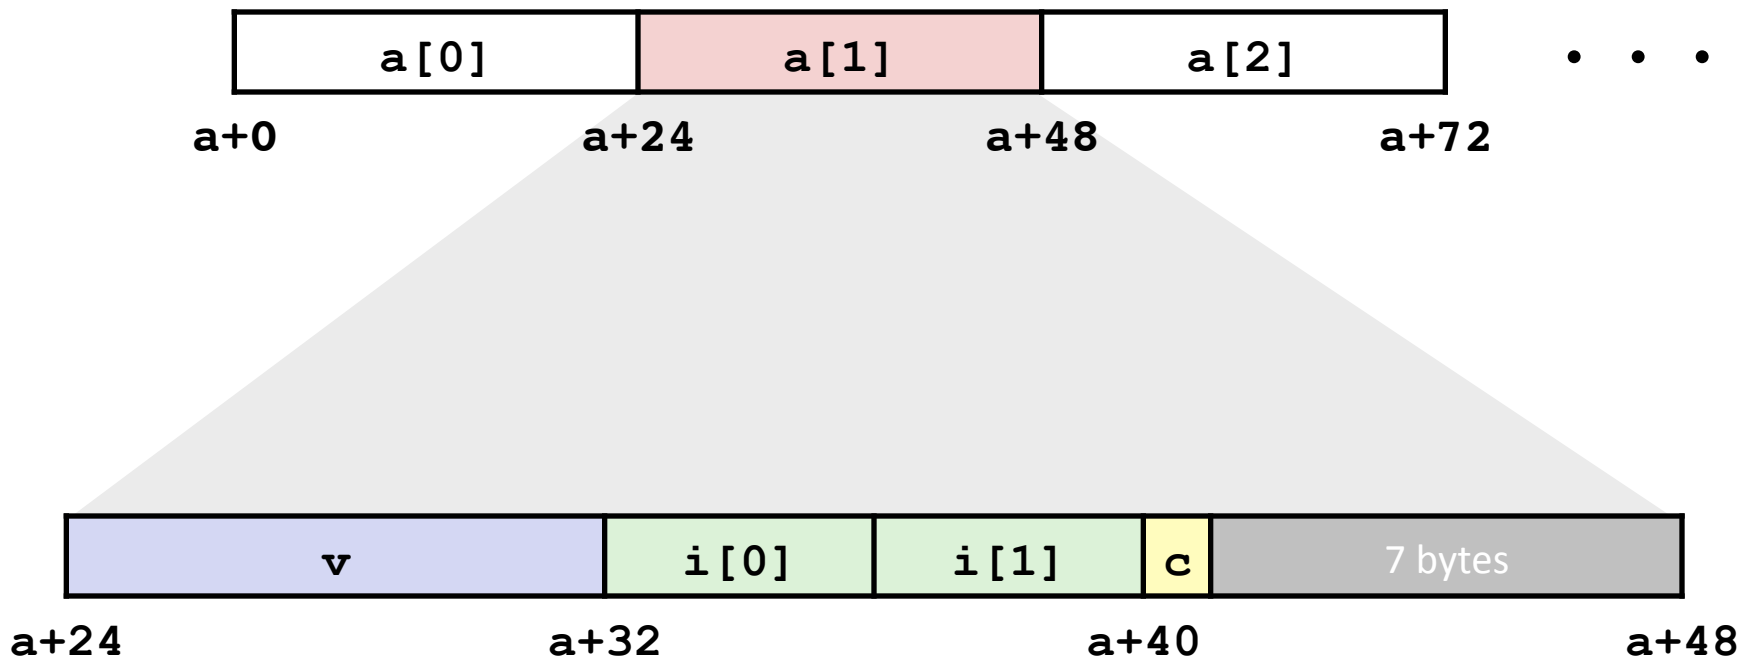 a[0] a[1] a[2] • • •
a+0 a+24 a+48 a+72
v i[0] i[1] c 7 bytes
a+24 a+32 a+40 a+48